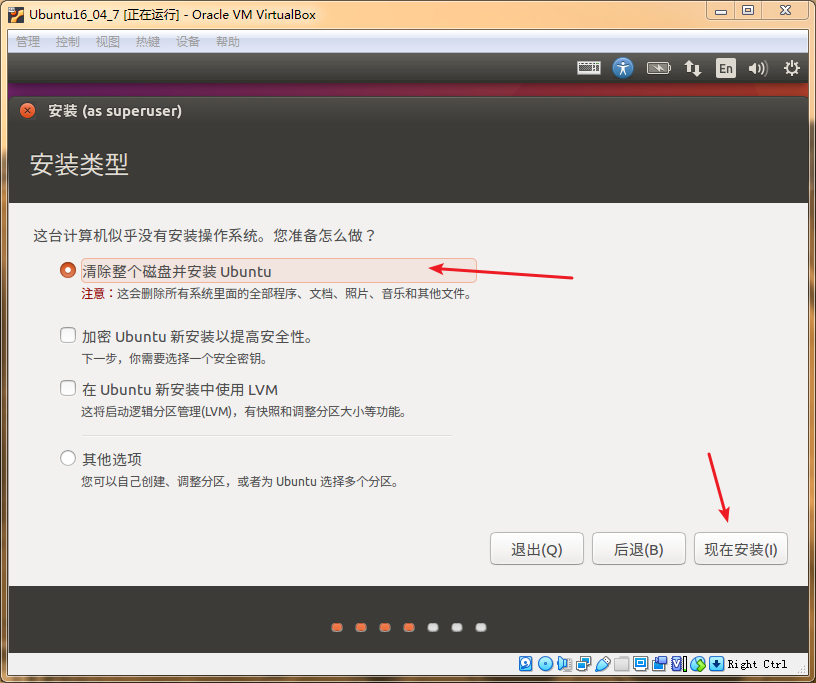 Ubuntu16_04_7 [正在运行] - Oracle VM VirtualBox
管理 控制 视图 热键 设备 帮助
En
安装 (as superuser)
安装类型
这台计算机似乎没有安装操作系统。您准备怎么做？
清除整个磁盘并安装 Ubuntu
注意：这会删除所有系统里面的全部程序、文档、照片、音乐和其他文件。
加密 Ubuntu 新安装以提高安全性。
下一步，你需要选择一个安全密钥。
在 Ubuntu 新安装中使用 LVM
这将启动逻辑分区管理(LVM)，有快照和调整分区大小等功能。
其他选项
您可以自己创建、调整分区，或者为 Ubuntu 选择多个分区。
退出(Q) 后退(B) 现在安装(I)
Right Ctrl